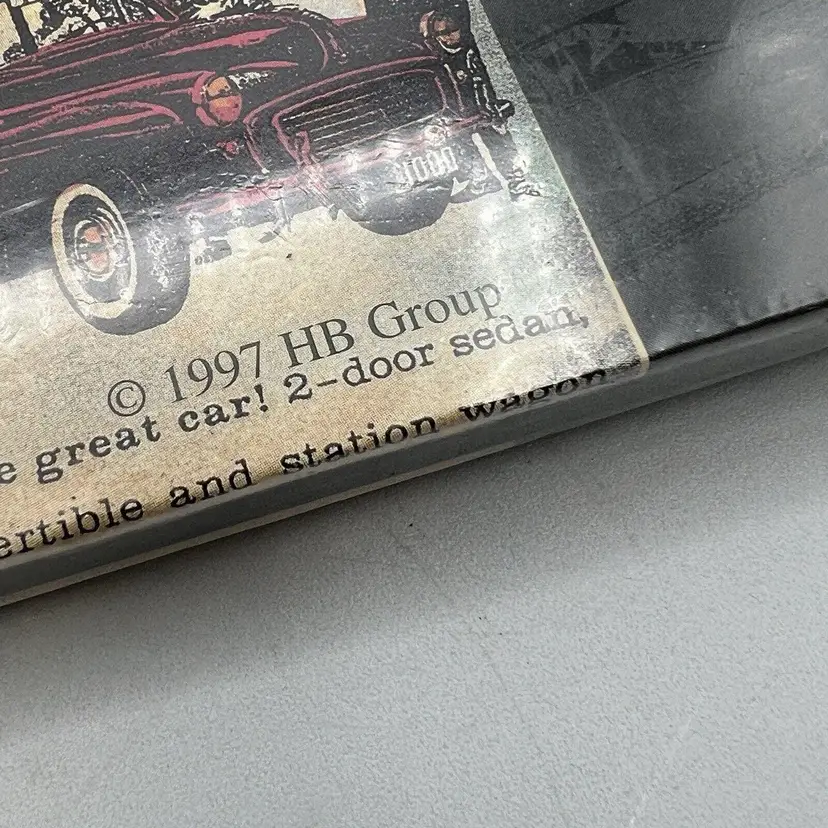 © 1997 HB Group
e great car! 2-door sedan,
ertible and station wagon